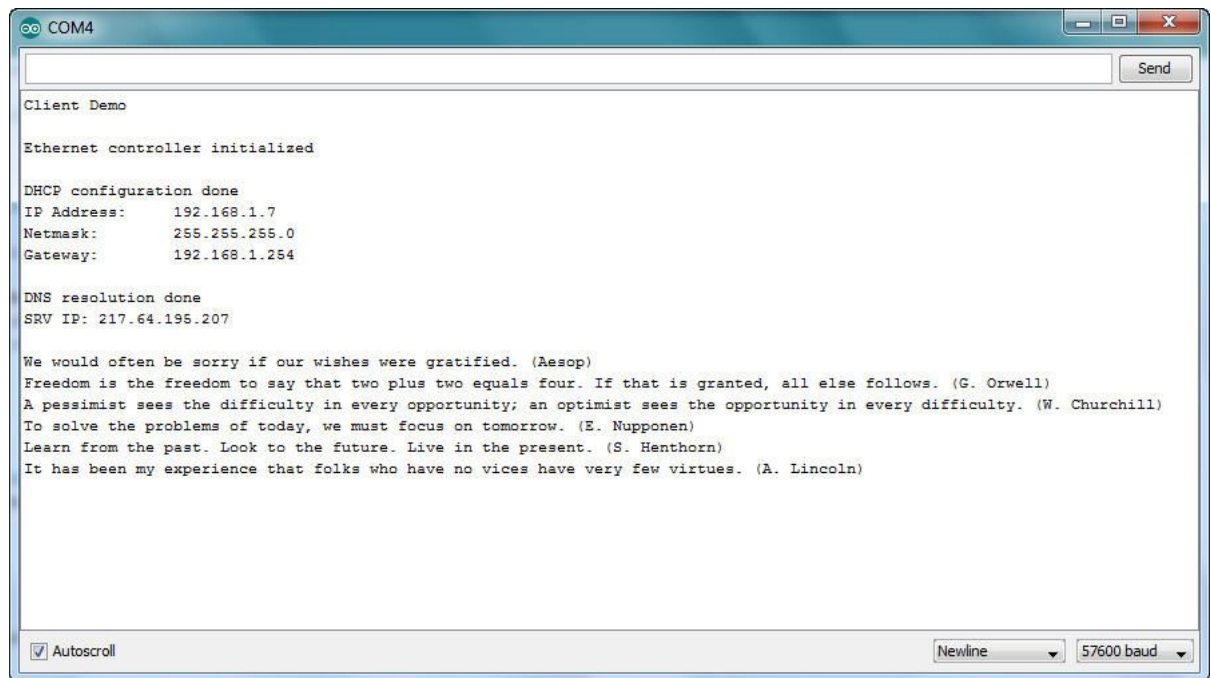 COM4
Send
Client Demo
Ethernet controller initialized
DHCP configuration done
IP Address: 192.168.1.7
Netmask: 255.255.255.0
Gateway: 192.168.1.254
DNS resolution done
SRV IP: 217.64.195.207
We would often be sorry if our wishes were gratified. (Aesop)
Freedom is the freedom to say that two plus two equals four. If that is granted, all else follows. (G. Orwell)
A pessimist sees the difficulty in every opportunity; an optimist sees the opportunity in every difficulty. (W. Churchill)
To solve the problems of today, we must focus on tomorrow. (E. Nupponen)
Learn from the past. Look to the future. Live in the present. (S. Henthorn)
It has been my experience that folks who have no vices have very few virtues. (A. Lincoln)
Autoscroll Newline 57600 baud